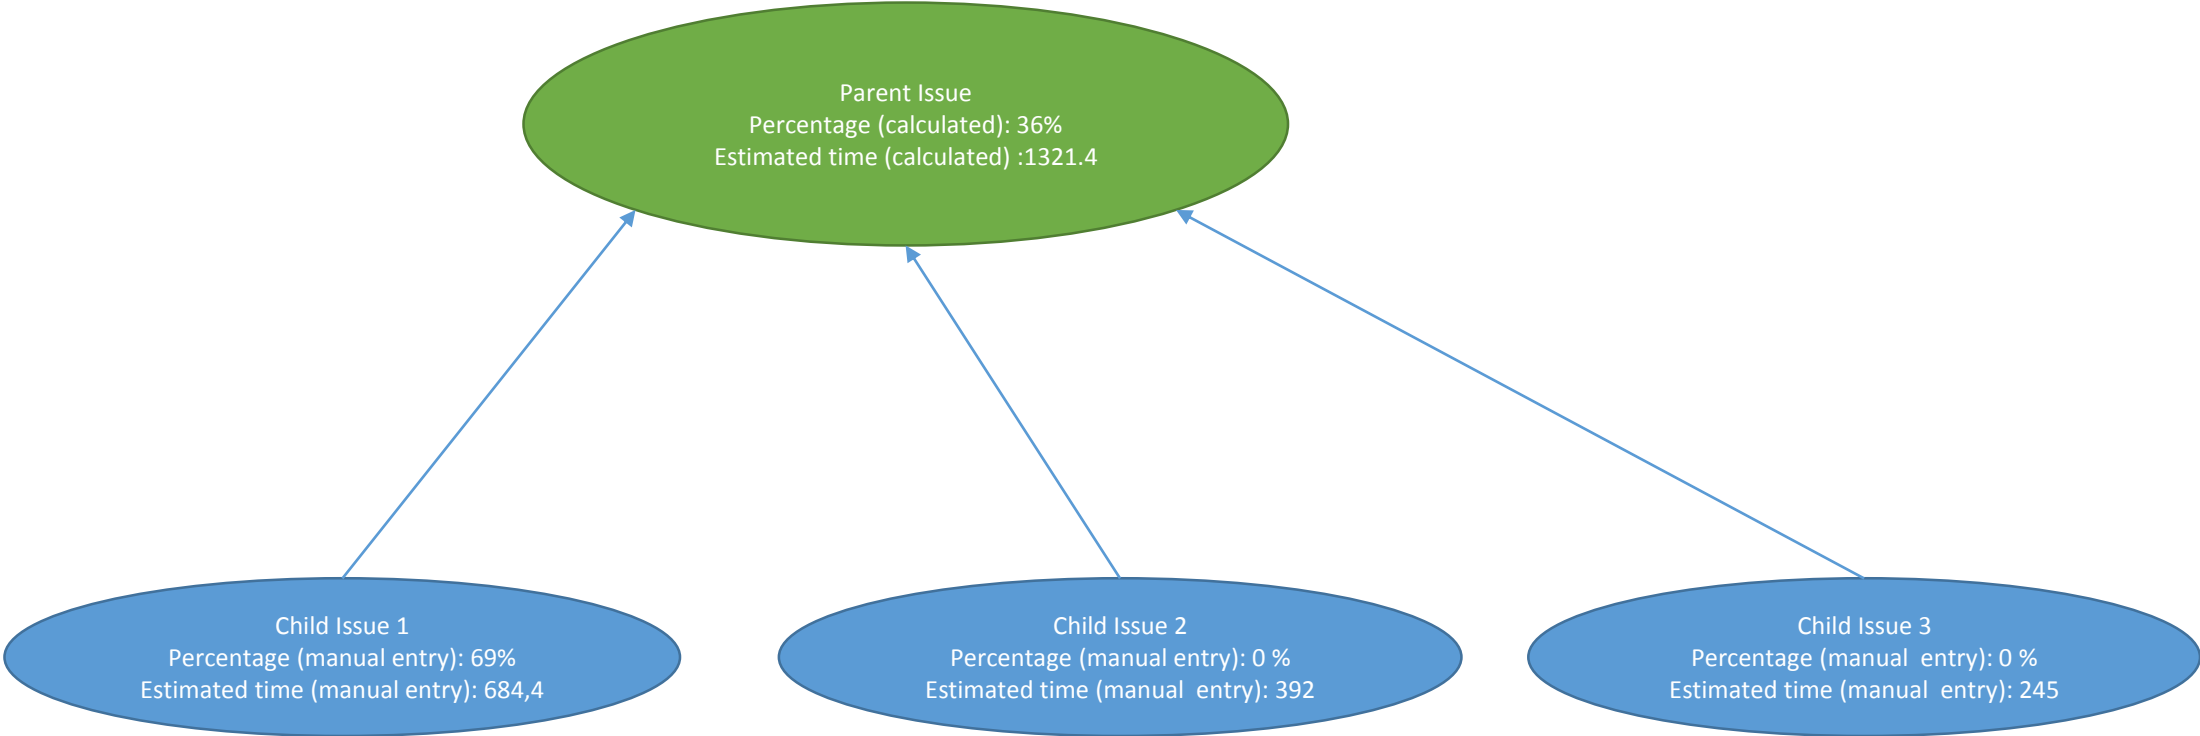 Parent Issue
Percentage (calculated): 36%
Estimated time (calculated) :1321.4
Child Issue 1
Percentage (manual entry): 69%
Estimated time (manual entry): 684,4
Child Issue 2
Percentage (manual entry): 0 %
Estimated time (manual  entry): 392
Child Issue 3
Percentage (manual  entry): 0 %
Estimated time (manual  entry): 245